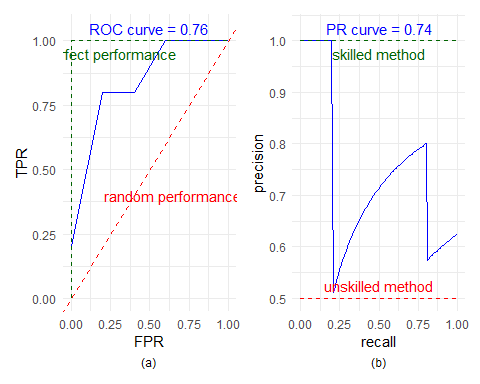 ROC curve = 0.76
fect performance
random performance
TPR
1.00
0.75
0.50
0.25
0.00
0.00 0.25 0.50 0.75 1.00
FPR
(a)
PR curve = 0.74
skilled method
unskilled method
precision
1.0
0.9
0.8
0.7
0.6
0.5
0.00 0.25 0.50 0.75 1.00
recall
(b)